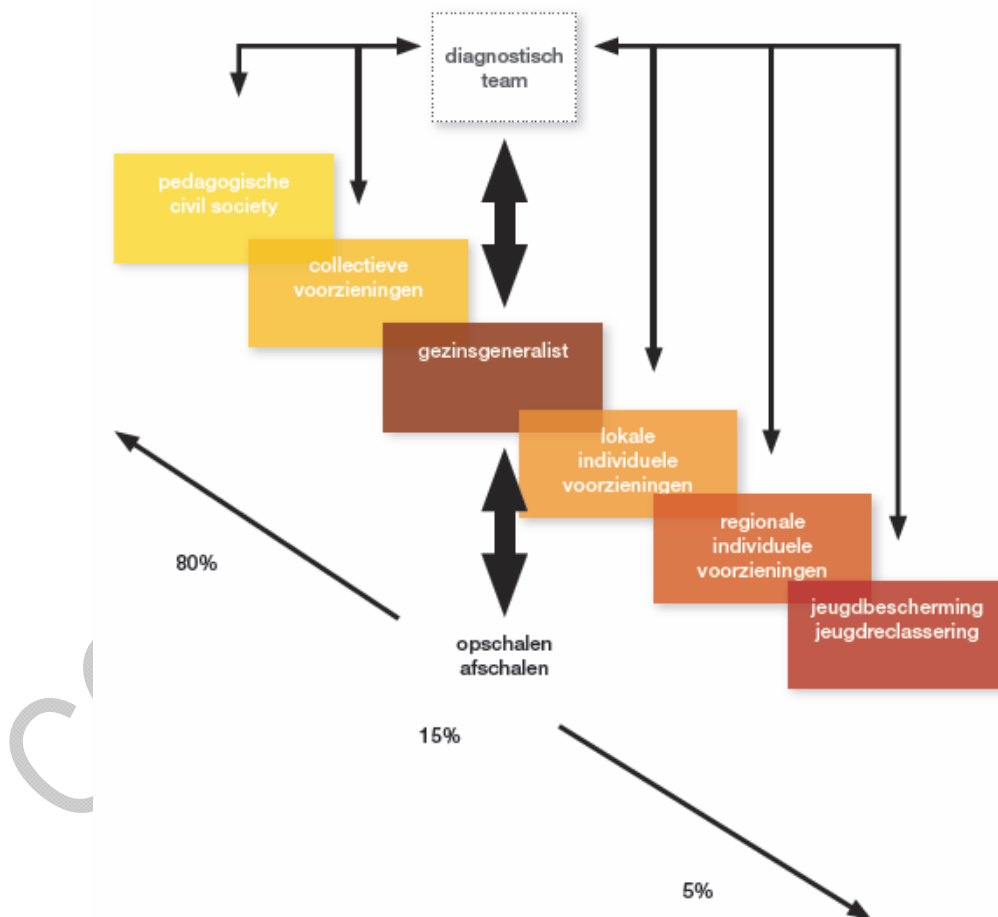 diagnostisch
team
pedagogische
civil society
collectieve
voorzieningen
gezinsgeneralist
lokale
individuele
voorzieningen
regionale
individuele
voorzieningen
jeugdbescherming
jeugdreclassering
80%
opschalen
afschalen
15%
5%